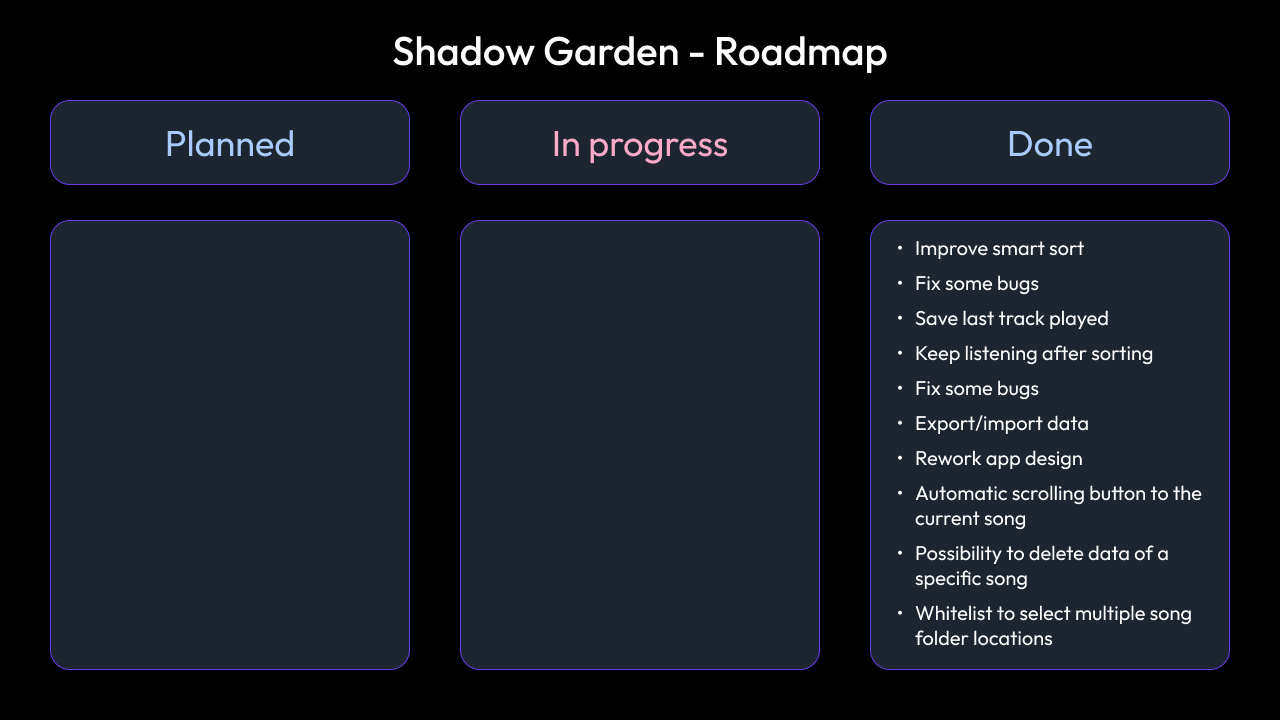 Shadow Garden - Roadmap
Planned
In progress
Done
• Improve smart sort
• Fix some bugs
• Save last track played
• Keep listening after sorting
• Fix some bugs
• Export/import data
• Rework app design
• Automatic scrolling button to the
current song
• Possibility to delete data of a
specific song
• Whitelist to select multiple song
folder locations